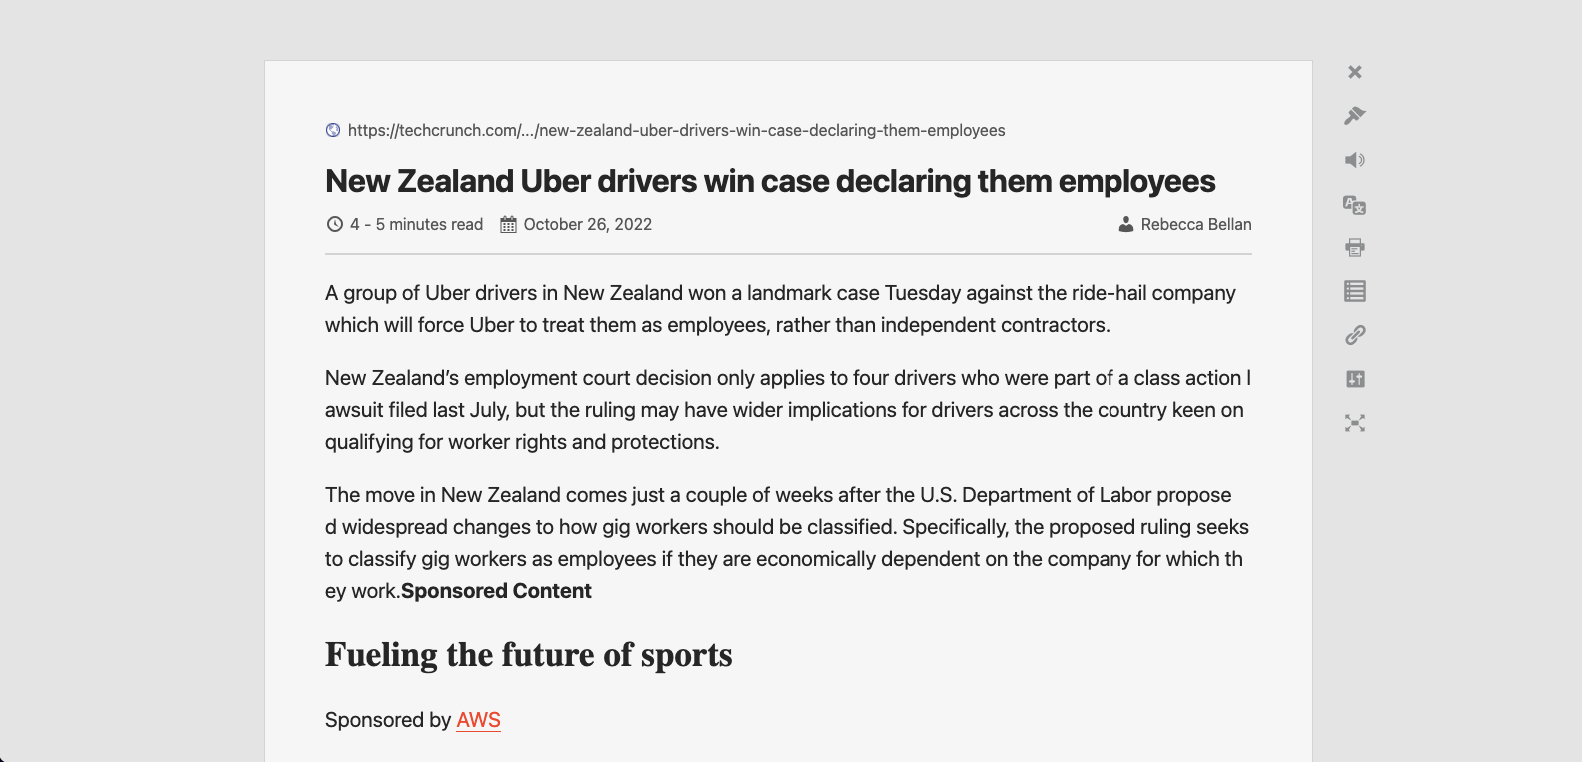 https://techcrunch.com/.../new-zealand-uber-drivers-win-case-declaring-them-employees
New Zealand Uber drivers win case declaring them employees
4 - 5 minutes read October 26, 2022 Rebecca Bellan
A group of Uber drivers in New Zealand won a landmark case Tuesday against the ride-hail company
which will force Uber to treat them as employees, rather than independent contractors.
New Zealand’s employment court decision only applies to four drivers who were part of a class action l
awsuit filed last July, but the ruling may have wider implications for drivers across the country keen on
qualifying for worker rights and protections.
The move in New Zealand comes just a couple of weeks after the U.S. Department of Labor propose
d widespread changes to how gig workers should be classified. Specifically, the proposed ruling seeks
to classify gig workers as employees if they are economically dependent on the company for which th
ey work.Sponsored Content
Fueling the future of sports
Sponsored by AWS